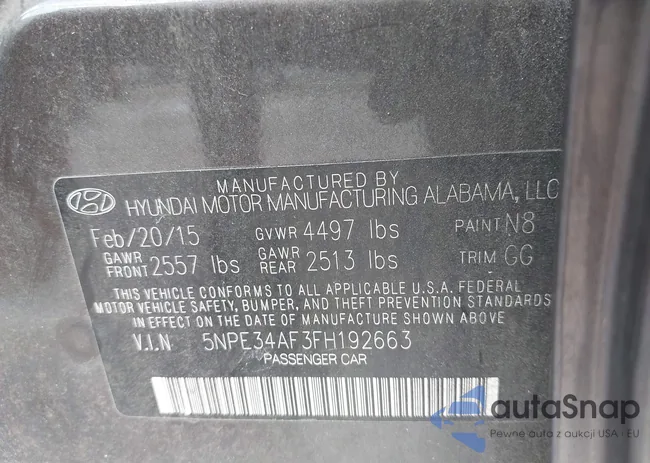 MANUFACTURED BY
HYUNDAI MOTOR MANUFACTURING ALABAMA, LLC
Feb/20/15 GVWR 4497 lbs PAINT N8
GAWR FRONT 2557 lbs GAWR REAR 2513 lbs TRIM GG
THIS VEHICLE CONFORMS TO ALL APPLICABLE U.S.A. FEDERAL
MOTOR VEHICLE SAFETY, BUMPER, AND THEFT PREVENTION STANDARDS
IN EFFECT ON THE DATE OF MANUFACTURE SHOWN ABOVE
V.I.N 5NPE34AF3FH192663
PASSENGER CAR
autaSnap
Pewne auta z aukcji USA - EU